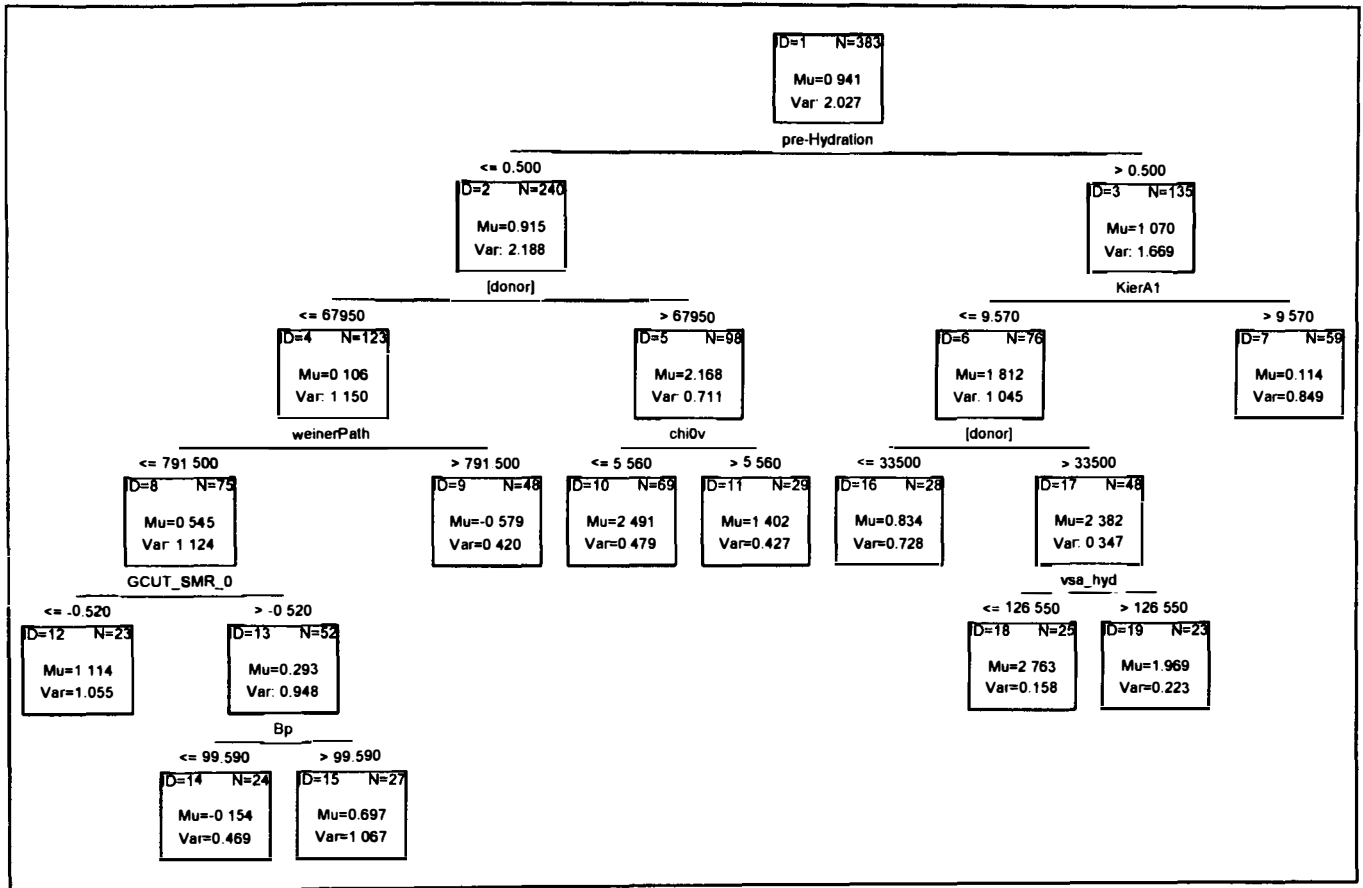 ID=1 N=383
Mu=0 941
Var: 2.027
pre-Hydration
<= 0.500
> 0.500
ID=2 N=240
Mu=0.915
Var: 2.188
[donor]
ID=3 N=135
Mu=1 070
Var: 1.669
KierA1
<= 67950
> 67950
<= 9.570
> 9 570
ID=4 N=123
Mu=0 106
Var: 1 150
weinerPath
ID=5 N=98
Mu=2.168
Var 0.711
chi0v
ID=6 N=76
Mu=1 812
Var. 1 045
[donor]
ID=7 N=59
Mu=0.114
Var=0.849
<= 791 500
> 791 500
<= 5 560
> 5 560
<= 33500
> 33500
ID=8 N=75
Mu=0 545
Var 1 124
GCUT_SMR_0
ID=9 N=48
Mu=-0 579
Var=0 420
ID=10 N=69
Mu=2 491
Var=0.479
ID=11 N=29
Mu=1 402
Var=0.427
ID=16 N=28
Mu=0.834
Var=0.728
ID=17 N=48
Mu=2 382
Var. 0 347
vsa_hyd
<= -0.520
> -0 520
<= 126 550
> 126 550
ID=12 N=23
Mu=1 114
Var=1.055
ID=13 N=52
Mu=0.293
Var: 0.948
Bp
ID=18 N=25
Mu=2 763
Var=0.158
ID=19 N=23
Mu=1.969
Var=0.223
<= 99.590
> 99.590
ID=14 N=24
Mu=-0 154
Var=0.469
ID=15 N=27
Mu=0.697
Var=1 067